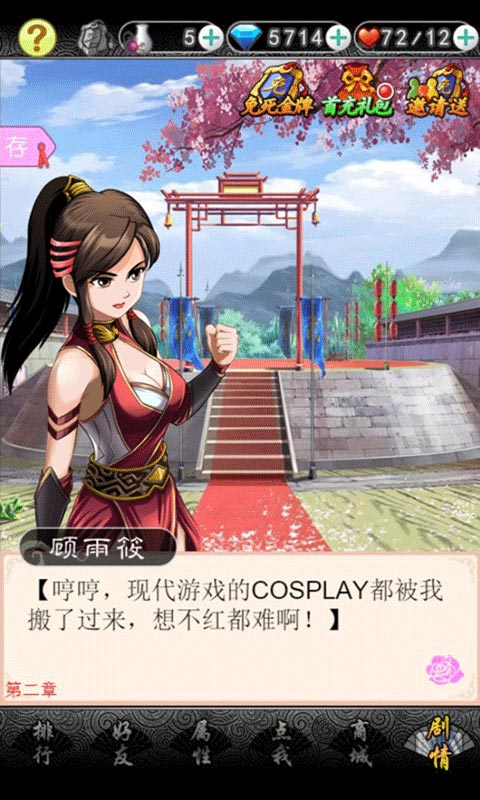 ?
5 + 5714 + 72/12 +
免死金牌 首充礼包 邀请送
存
顾雨筱
【哼哼，现代游戏的COSPLAY都被我
搬了过来，想不红都难啊！】
第二章
排行 好友 属性 点我 商城 剧情